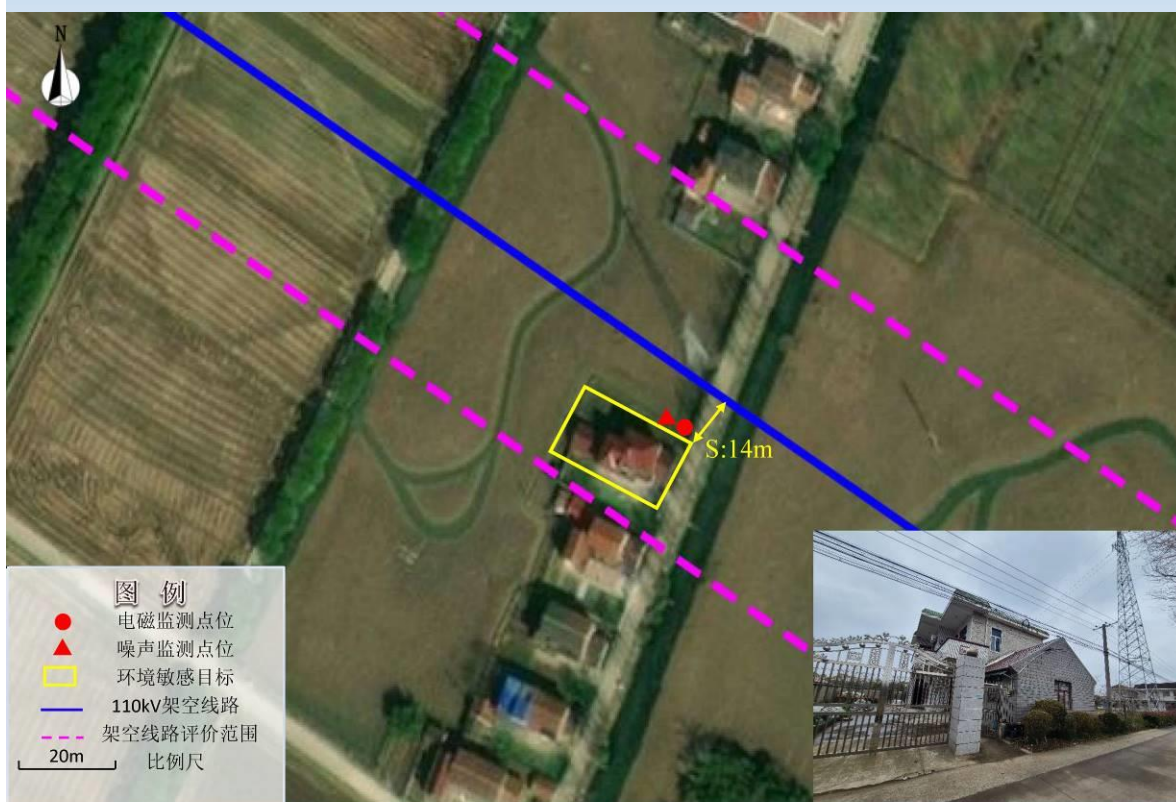 N
S:14m
图 例
电磁监测点位
噪声监测点位
环境敏感目标
110kV架空线路
架空线路评价范围
20m 比例尺